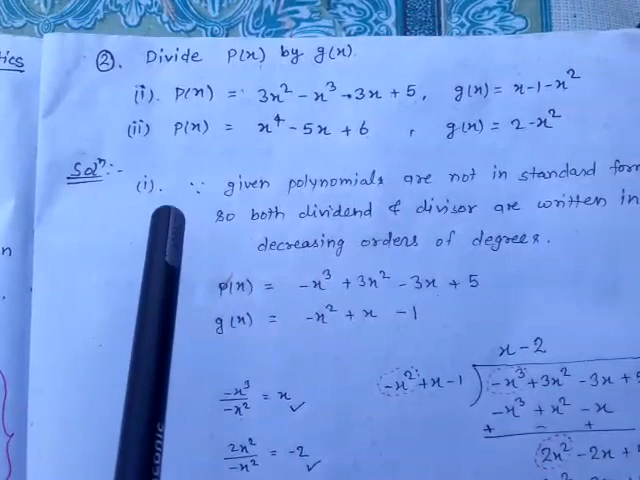 tics
②. Divide P(x) by g(x).
(i). P(x) = 3x² - x³ - 3x + 5, g(x) = x-1-x²
(ii) P(x) = x⁴ - 5x + 6 , g(x) = 2-x²
Solⁿ:-
(i). ∵ given polynomials are not in standard form
so both dividend & divisor are written in
decreasing orders of degrees.
n
p(x) = -x³ + 3x² - 3x + 5
g(x) = -x² + x - 1
x - 2
-x³/-x² = x ✓
-x² + x - 1 ) -x³ + 3x² - 3x + 5
-x³ + x² - x
+ - +
2x²/-x² = -2 ✓
2x² - 2x +